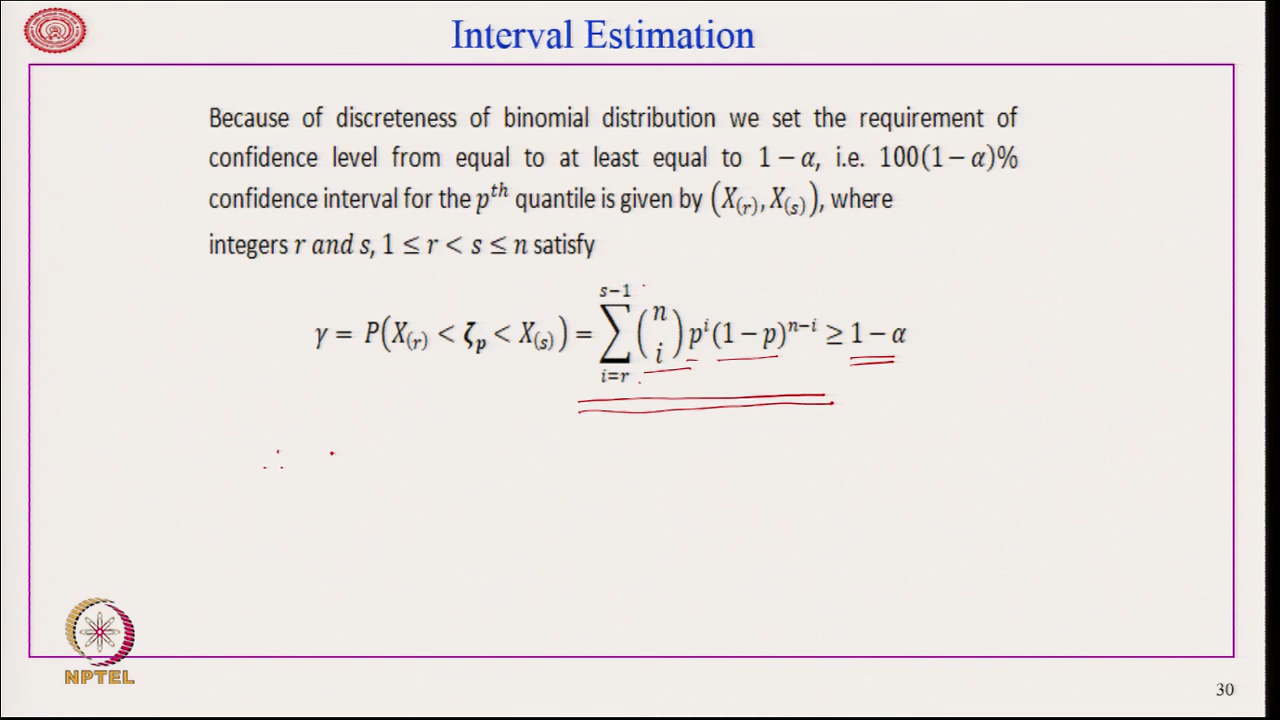 Interval Estimation
Because of discreteness of binomial distribution we set the requirement of
confidence level from equal to at least equal to 1 − α, i.e. 100(1 − α)%
confidence interval for the pᵗʰ quantile is given by (X₍ᵣ₎, X₍ₛ₎), where
integers r and s, 1 ≤ r < s ≤ n satisfy
γ = P(X₍ᵣ₎ < ζₚ < X₍ₛ₎) = ∑_{i=r}^{s−1} (n i) pⁱ(1 − p)ⁿ⁻ⁱ ≥ 1 − α
NPTEL
30